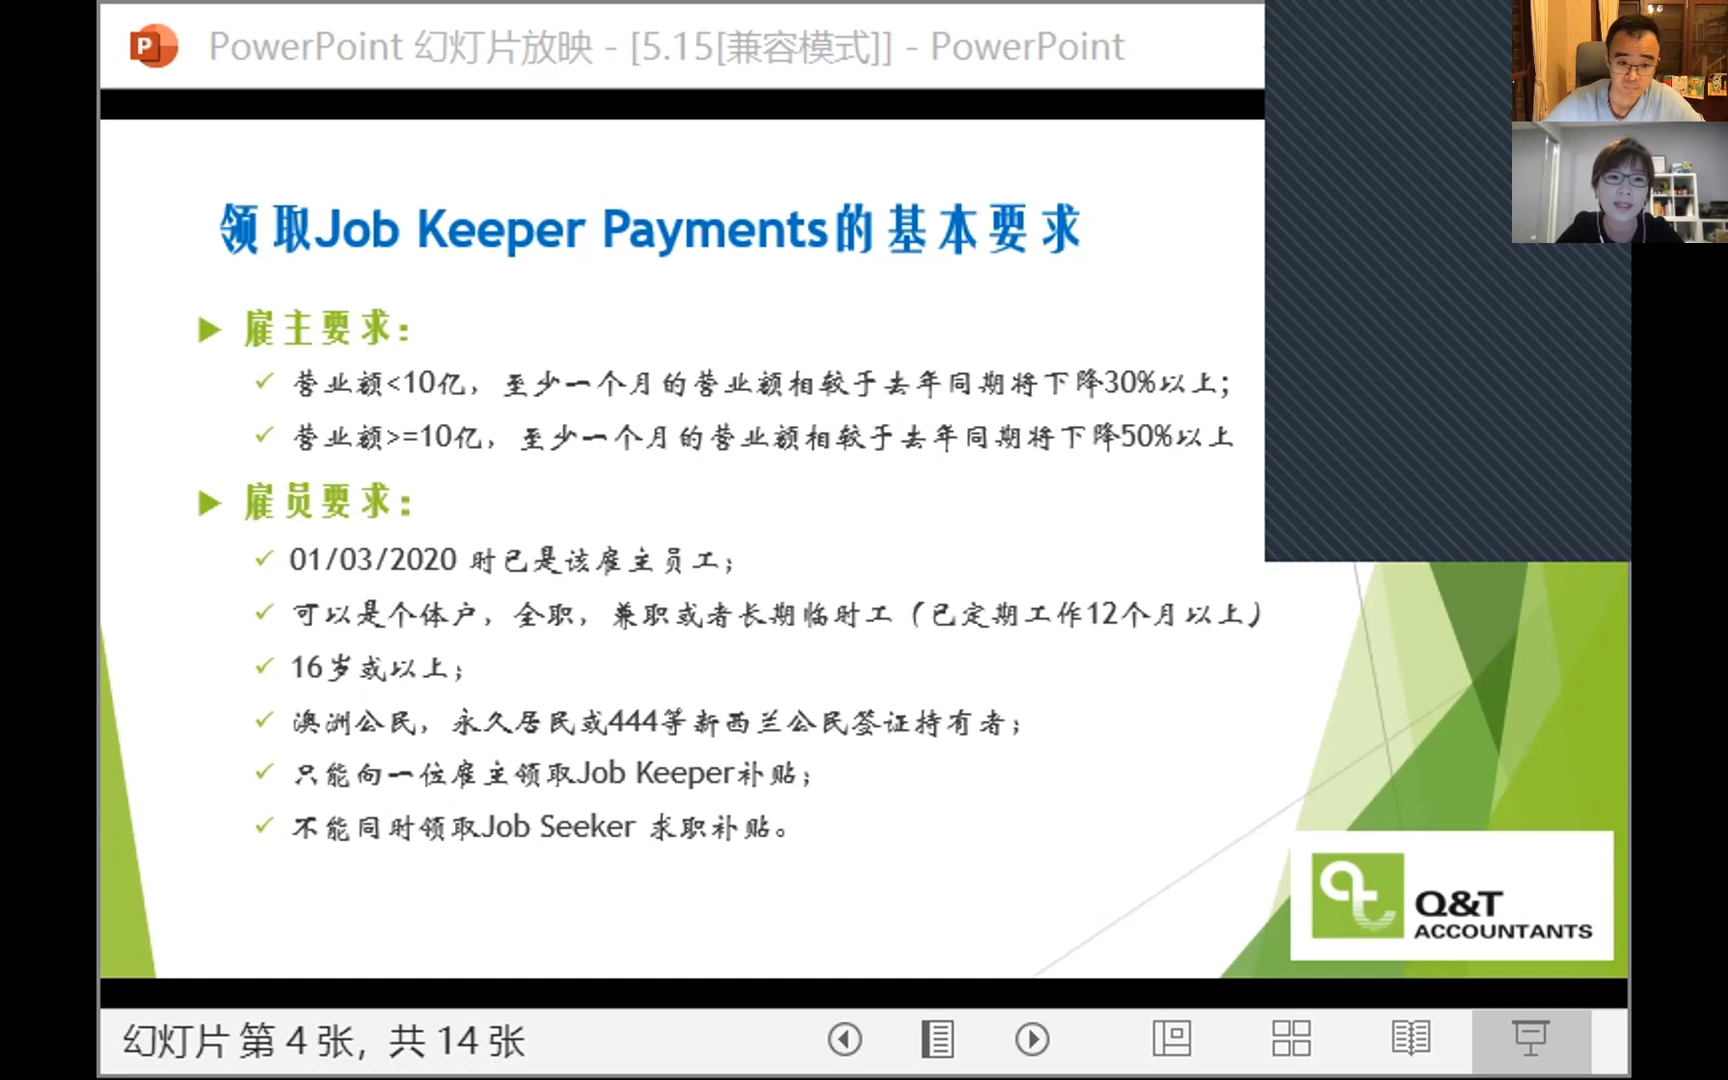 PowerPoint 幻灯片放映 - [5.15[兼容模式]] - PowerPoint
领取Job Keeper Payments的基本要求
雇主要求:
营业额<10亿，至少一个月的营业额相较于去年同期将下降30%以上;
营业额>=10亿，至少一个月的营业额相较于去年同期将下降50%以上
雇员要求:
01/03/2020 时已是该雇主员工;
可以是个体户，全职，兼职或者长期临时工（已定期工作12个月以上）
16岁或以上;
澳洲公民，永久居民或444等新西兰公民签证持有者;
只能向一位雇主领取Job Keeper补贴;
不能同时领取Job Seeker 求职补贴。
Q&T
ACCOUNTANTS
幻灯片 第 4 张，共 14 张